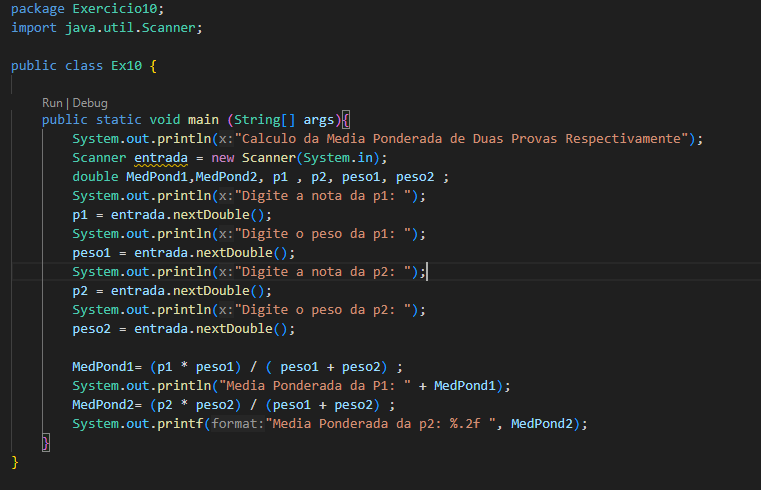 package Exercicio10;
import java.util.Scanner;
public class Ex10 {
Run | Debug
public static void main (String[] args){
System.out.println(x:"Calculo da Media Ponderada de Duas Provas Respectivamente");
Scanner entrada = new Scanner(System.in);
double MedPond1,MedPond2, p1 , p2, peso1, peso2 ;
System.out.println(x:"Digite a nota da p1: ");
p1 = entrada.nextDouble();
System.out.println(x:"Digite o peso da p1: ");
peso1 = entrada.nextDouble();
System.out.println(x:"Digite a nota da p2: ");
p2 = entrada.nextDouble();
System.out.println(x:"Digite o peso da p2: ");
peso2 = entrada.nextDouble();
MedPond1= (p1 * peso1) / ( peso1 + peso2) ;
System.out.println("Media Ponderada da P1: " + MedPond1);
MedPond2= (p2 * peso2) / (peso1 + peso2) ;
System.out.printf(format:"Media Ponderada da p2: %.2f ", MedPond2);
}
}